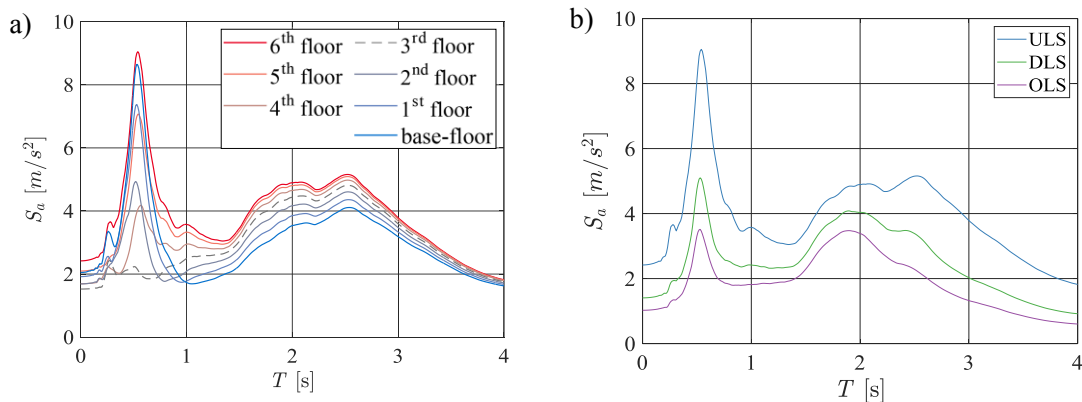 a)
10
8
6
4
2
0
S_a [m/s²]
6th floor
5th floor
4th floor
3rd floor
2nd floor
1st floor
base-floor
0 1 2 3 4
T [s]
b)
10
8
6
4
2
0
S_a [m/s²]
ULS
DLS
OLS
0 1 2 3 4
T [s]